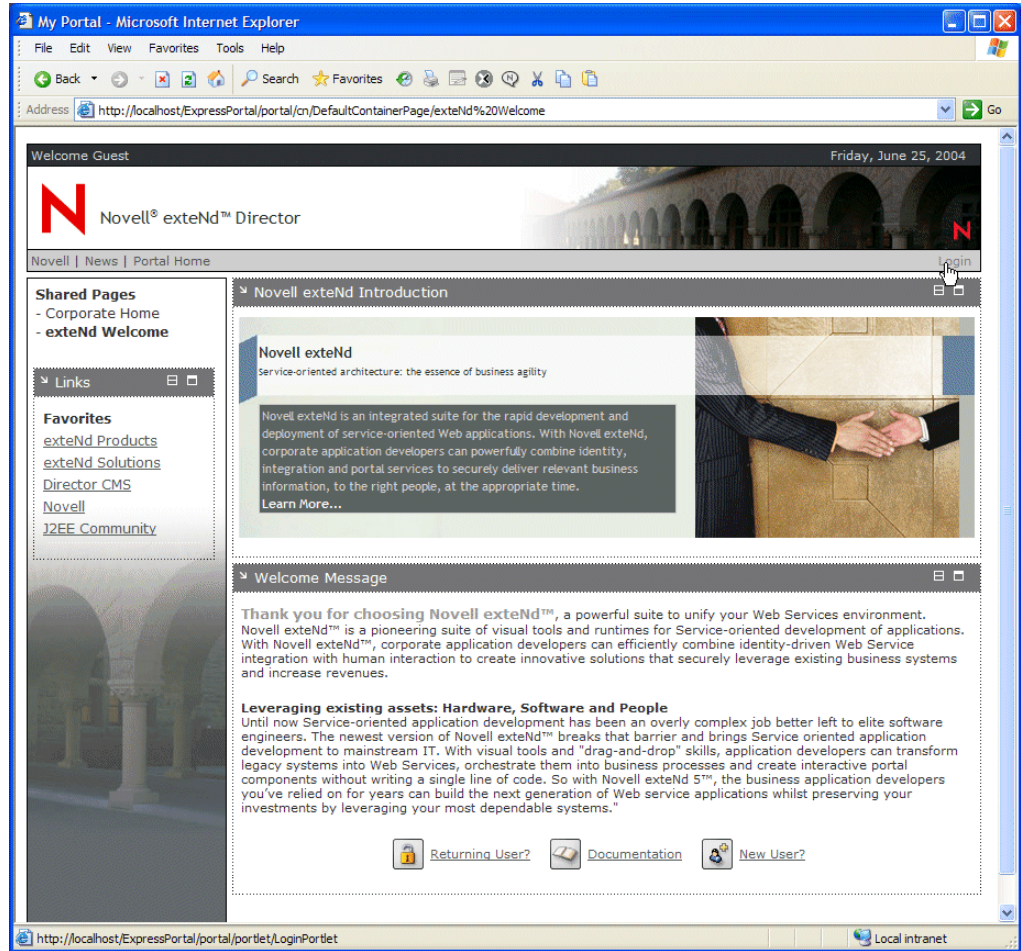 My Portal - Microsoft Internet Explorer
File Edit View Favorites Tools Help
Back Search Favorites
Address http://localhost/ExpressPortal/portal/cn/DefaultContainerPage/exteNd%20Welcome Go
Welcome Guest Friday, June 25, 2004
N Novell® exteNd™ Director N
Novell | News | Portal Home Login
Shared Pages
- Corporate Home
- exteNd Welcome
Links
Favorites
exteNd Products
exteNd Solutions
Director CMS
Novell
J2EE Community
Novell exteNd Introduction
Novell exteNd
Service-oriented architecture: the essence of business agility
Novell exteNd is an integrated suite for the rapid development and
deployment of service-oriented Web applications. With Novell exteNd,
corporate application developers can powerfully combine identity,
integration and portal services to securely deliver relevant business
information, to the right people, at the appropriate time.
Learn More...
Welcome Message
Thank you for choosing Novell exteNd™, a powerful suite to unify your Web Services environment.
Novell exteNd™ is a pioneering suite of visual tools and runtimes for Service-oriented development of applications.
With Novell exteNd™, corporate application developers can efficiently combine identity-driven Web Service
integration with human interaction to create innovative solutions that securely leverage existing business systems
and increase revenues.
Leveraging existing assets: Hardware, Software and People
Until now Service-oriented application development has been an overly complex job better left to elite software
engineers. The newest version of Novell exteNd™ breaks that barrier and brings Service oriented application
development to mainstream IT. With visual tools and "drag-and-drop" skills, application developers can transform
legacy systems into Web Services, orchestrate them into business processes and create interactive portal
components without writing a single line of code. So with Novell exteNd 5™, the business application developers
you've relied on for years can build the next generation of Web service applications whilst preserving your
investments by leveraging your most dependable systems."
Returning User? Documentation New User?
http://localhost/ExpressPortal/portal/portlet/LoginPortlet Local intranet